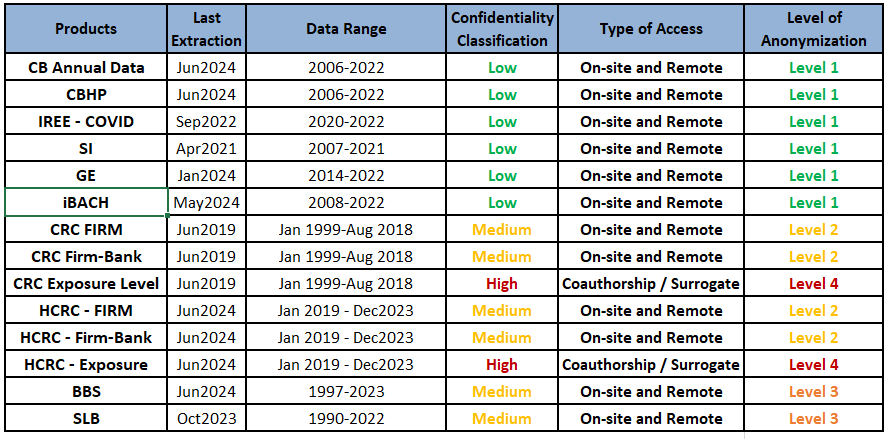 Products Last Extraction Data Range Confidentiality Classification Type of Access Level of Anonymization
CB Annual Data Jun2024 2006-2022 Low On-site and Remote Level 1
CBHP Jun2024 2006-2022 Low On-site and Remote Level 1
IREE - COVID Sep2022 2020-2022 Low On-site and Remote Level 1
SI Apr2021 2007-2021 Low On-site and Remote Level 1
GE Jan2024 2014-2022 Low On-site and Remote Level 1
iBACH May2024 2008-2022 Low On-site and Remote Level 1
CRC FIRM Jun2019 Jan 1999-Aug 2018 Medium On-site and Remote Level 2
CRC Firm-Bank Jun2019 Jan 1999-Aug 2018 Medium On-site and Remote Level 2
CRC Exposure Level Jun2019 Jan 1999-Aug 2018 High Coauthorship / Surrogate Level 4
HCRC - FIRM Jun2024 Jan 2019 - Dec2023 Medium On-site and Remote Level 2
HCRC - Firm-Bank Jun2024 Jan 2019 - Dec2023 Medium On-site and Remote Level 2
HCRC - Exposure Jun2024 Jan 2019 - Dec2023 High Coauthorship / Surrogate Level 4
BBS Jun2024 1997-2023 Medium On-site and Remote Level 3
SLB Oct2023 1990-2022 Medium On-site and Remote Level 3